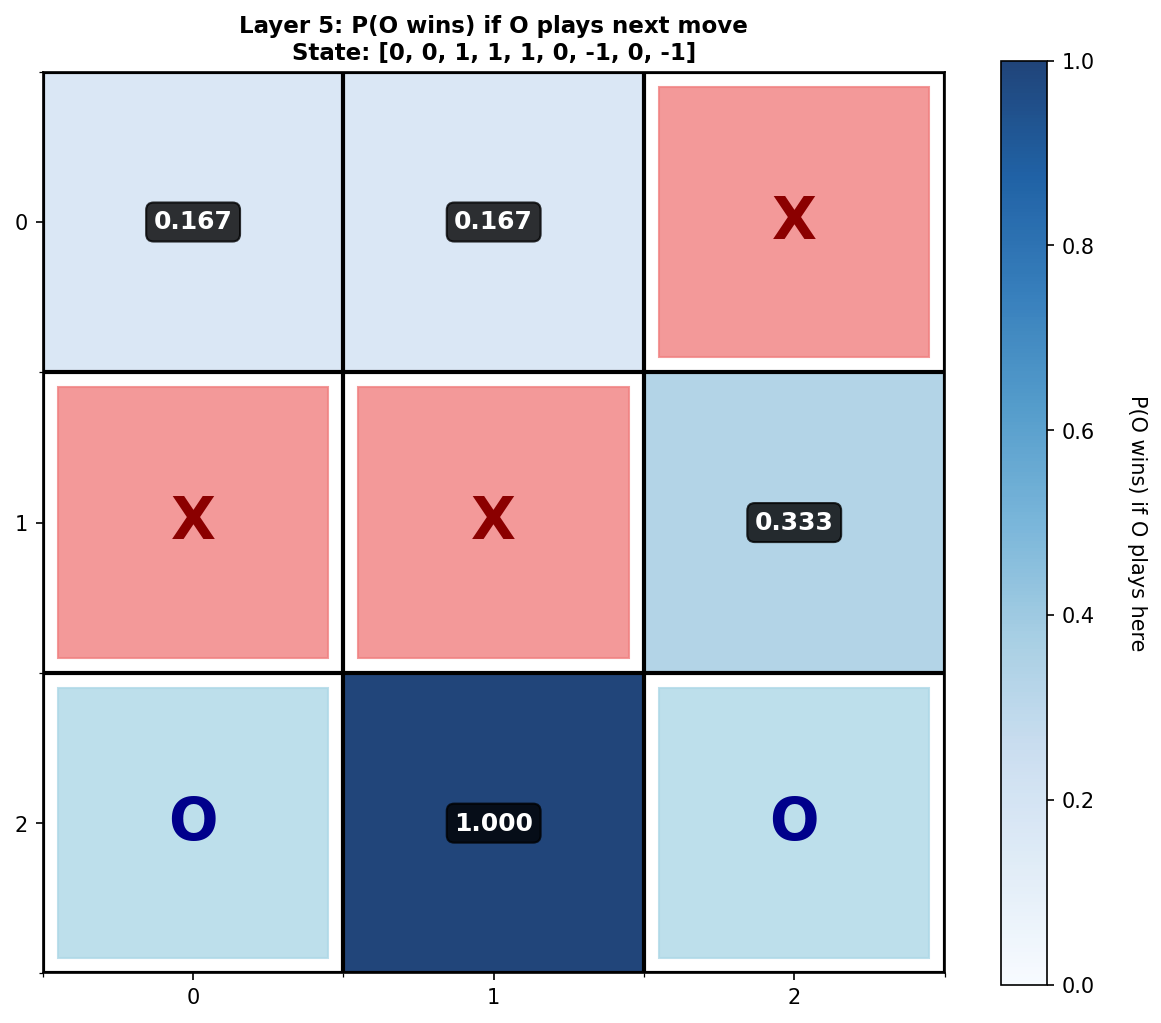 Layer 5: P(O wins) if O plays next move
State: [0, 0, 1, 1, 1, 0, -1, 0, -1]
0
0.167
0.167
X
1
X
X
0.333
2
O
1.000
O
0
1
2
1.0
0.8
0.6
0.4
0.2
0.0
P(O wins) if O plays here